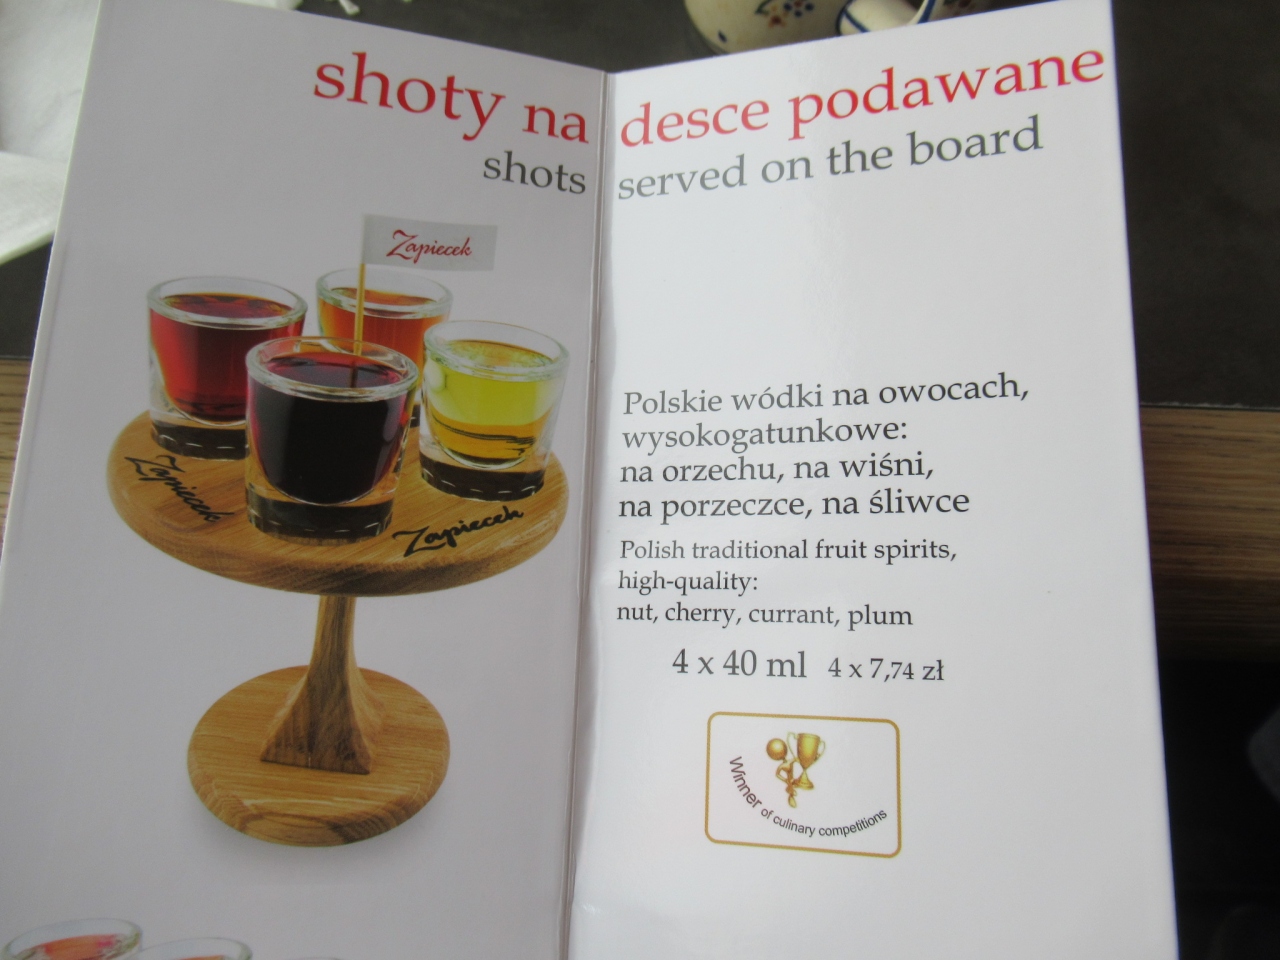 shoty na desce podawane
shots served on the board
Zapiecek
Zapiecek
Zapiecek
Polskie wódki na owocach,
wysokogatunkowe:
na orzechu, na wiśni,
na porzeczce, na śliwce
Polish traditional fruit spirits,
high-quality:
nut, cherry, currant, plum
4 x 40 ml 4 x 7,74 zł
Winner of culinary competitions